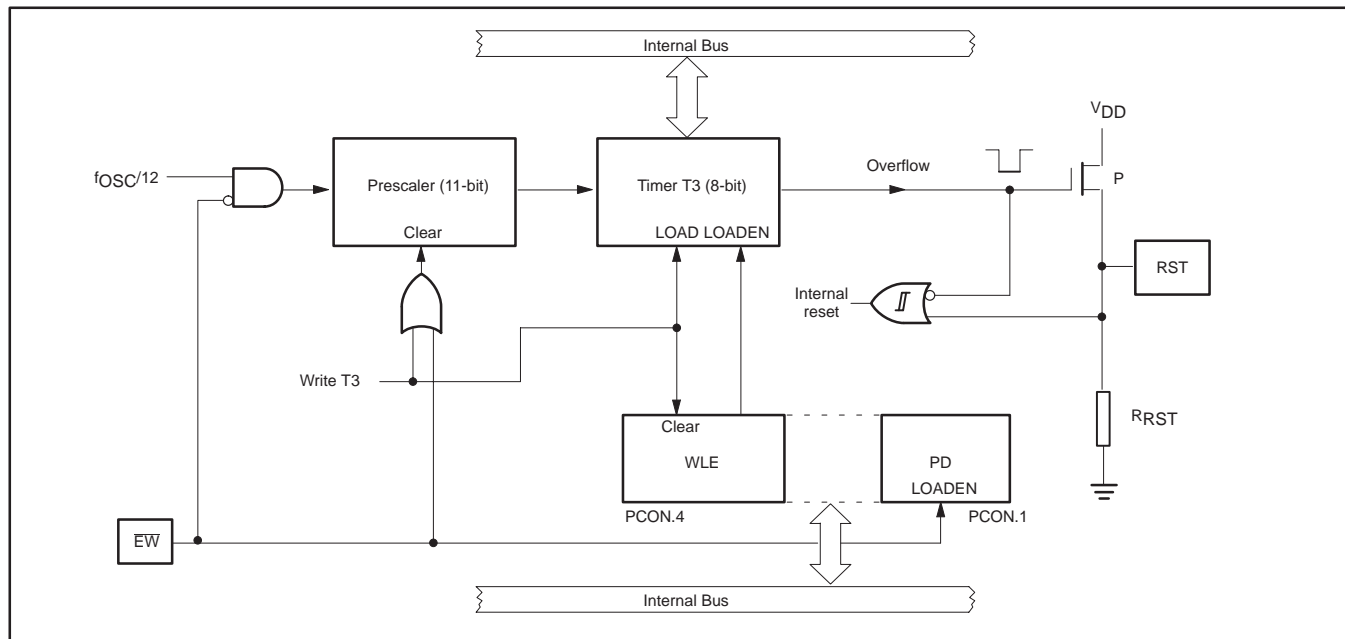 Internal Bus
VDD
fOSC/12
Prescaler (11-bit)
Clear
Timer T3 (8-bit)
LOAD LOADEN
Overflow
P
RST
Internal
reset
Write T3
RRST
Clear
WLE
PD
LOADEN
PCON.4
PCON.1
EW
Internal Bus